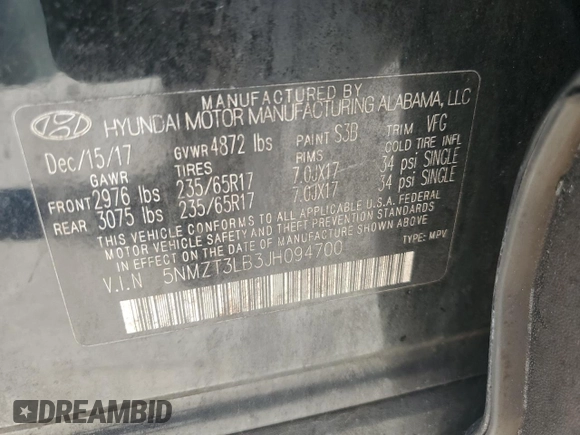 MANUFACTURED BY
HYUNDAI MOTOR MANUFACTURING ALABAMA, LLC
Dec/15/17 GVWR 4872 lbs PAINT S3B TRIM VFG
GAWR TIRES RIMS COLD TIRE INFL
FRONT 2976 lbs 235/65R17 7.0JX17 34 psi SINGLE
REAR 3075 lbs 235/65R17 7.0JX17 34 psi SINGLE
THIS VEHICLE CONFORMS TO ALL APPLICABLE U.S.A. FEDERAL
MOTOR VEHICLE SAFETY AND THEFT PREVENTION STANDARDS
IN EFFECT ON THE DATE OF MANUFACTURE SHOWN ABOVE.
V.I.N 5NMZT3LB3JH094700 TYPE: MPV
DREAMBID